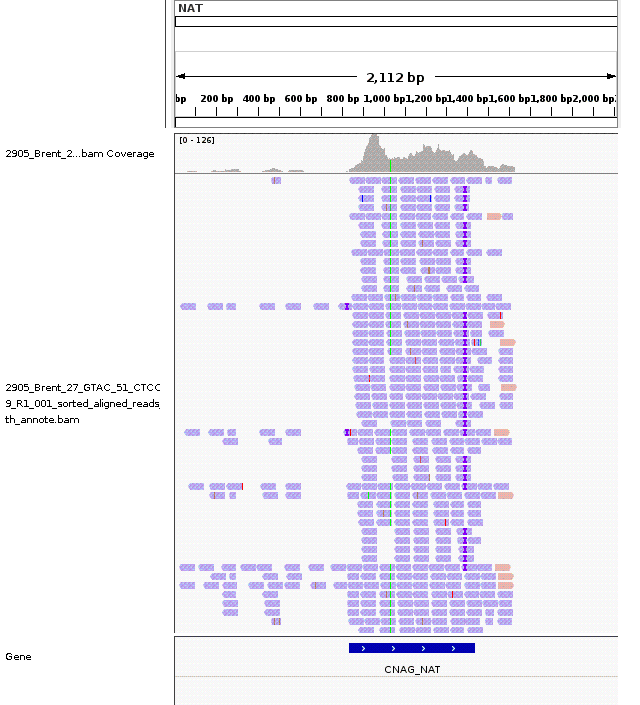 NAT
2,112 bp
bp 200 bp 400 bp 600 bp 800 bp 1,000 bp 1,200 bp 1,400 bp 1,600 bp 1,800 bp 2,000 bp
[0 - 126]
2905_Brent_2...bam Coverage
2905_Brent_27_GTAC_51_CTCC
9_R1_001_sorted_aligned_reads_
th_annote.bam
Gene
CNAG_NAT